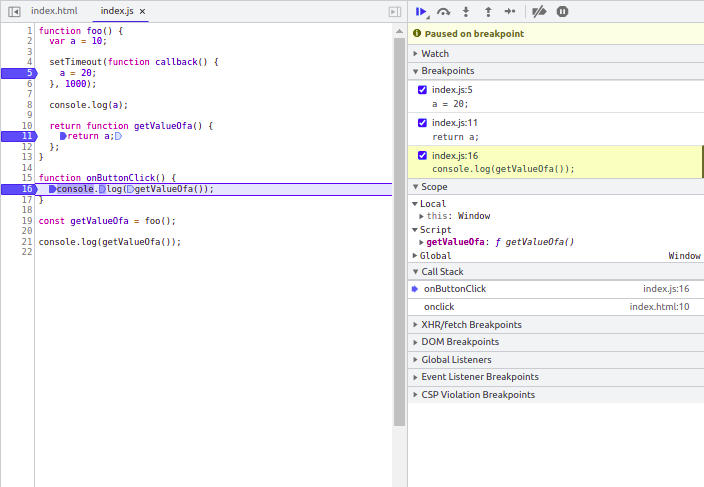 index.html index.js ×
1 function foo() {
2 var a = 10;
3
4 setTimeout(function callback() {
5 a = 20;
6 }, 1000);
7
8 console.log(a);
9
10 return function getValueOfa() {
11 return a;
12 };
13 }
14
15 function onButtonClick() {
16 console.log(getValueOfa());
17 }
18
19 const getValueOfa = foo();
20
21 console.log(getValueOfa());
22
Paused on breakpoint
Watch
Breakpoints
index.js:5
a = 20;
index.js:11
return a;
index.js:16
console.log(getValueOfa());
Scope
Local
this: Window
Script
getValueOfa: ƒ getValueOfa()
Global Window
Call Stack
onButtonClick index.js:16
onclick index.html:10
XHR/fetch Breakpoints
DOM Breakpoints
Global Listeners
Event Listener Breakpoints
CSP Violation Breakpoints